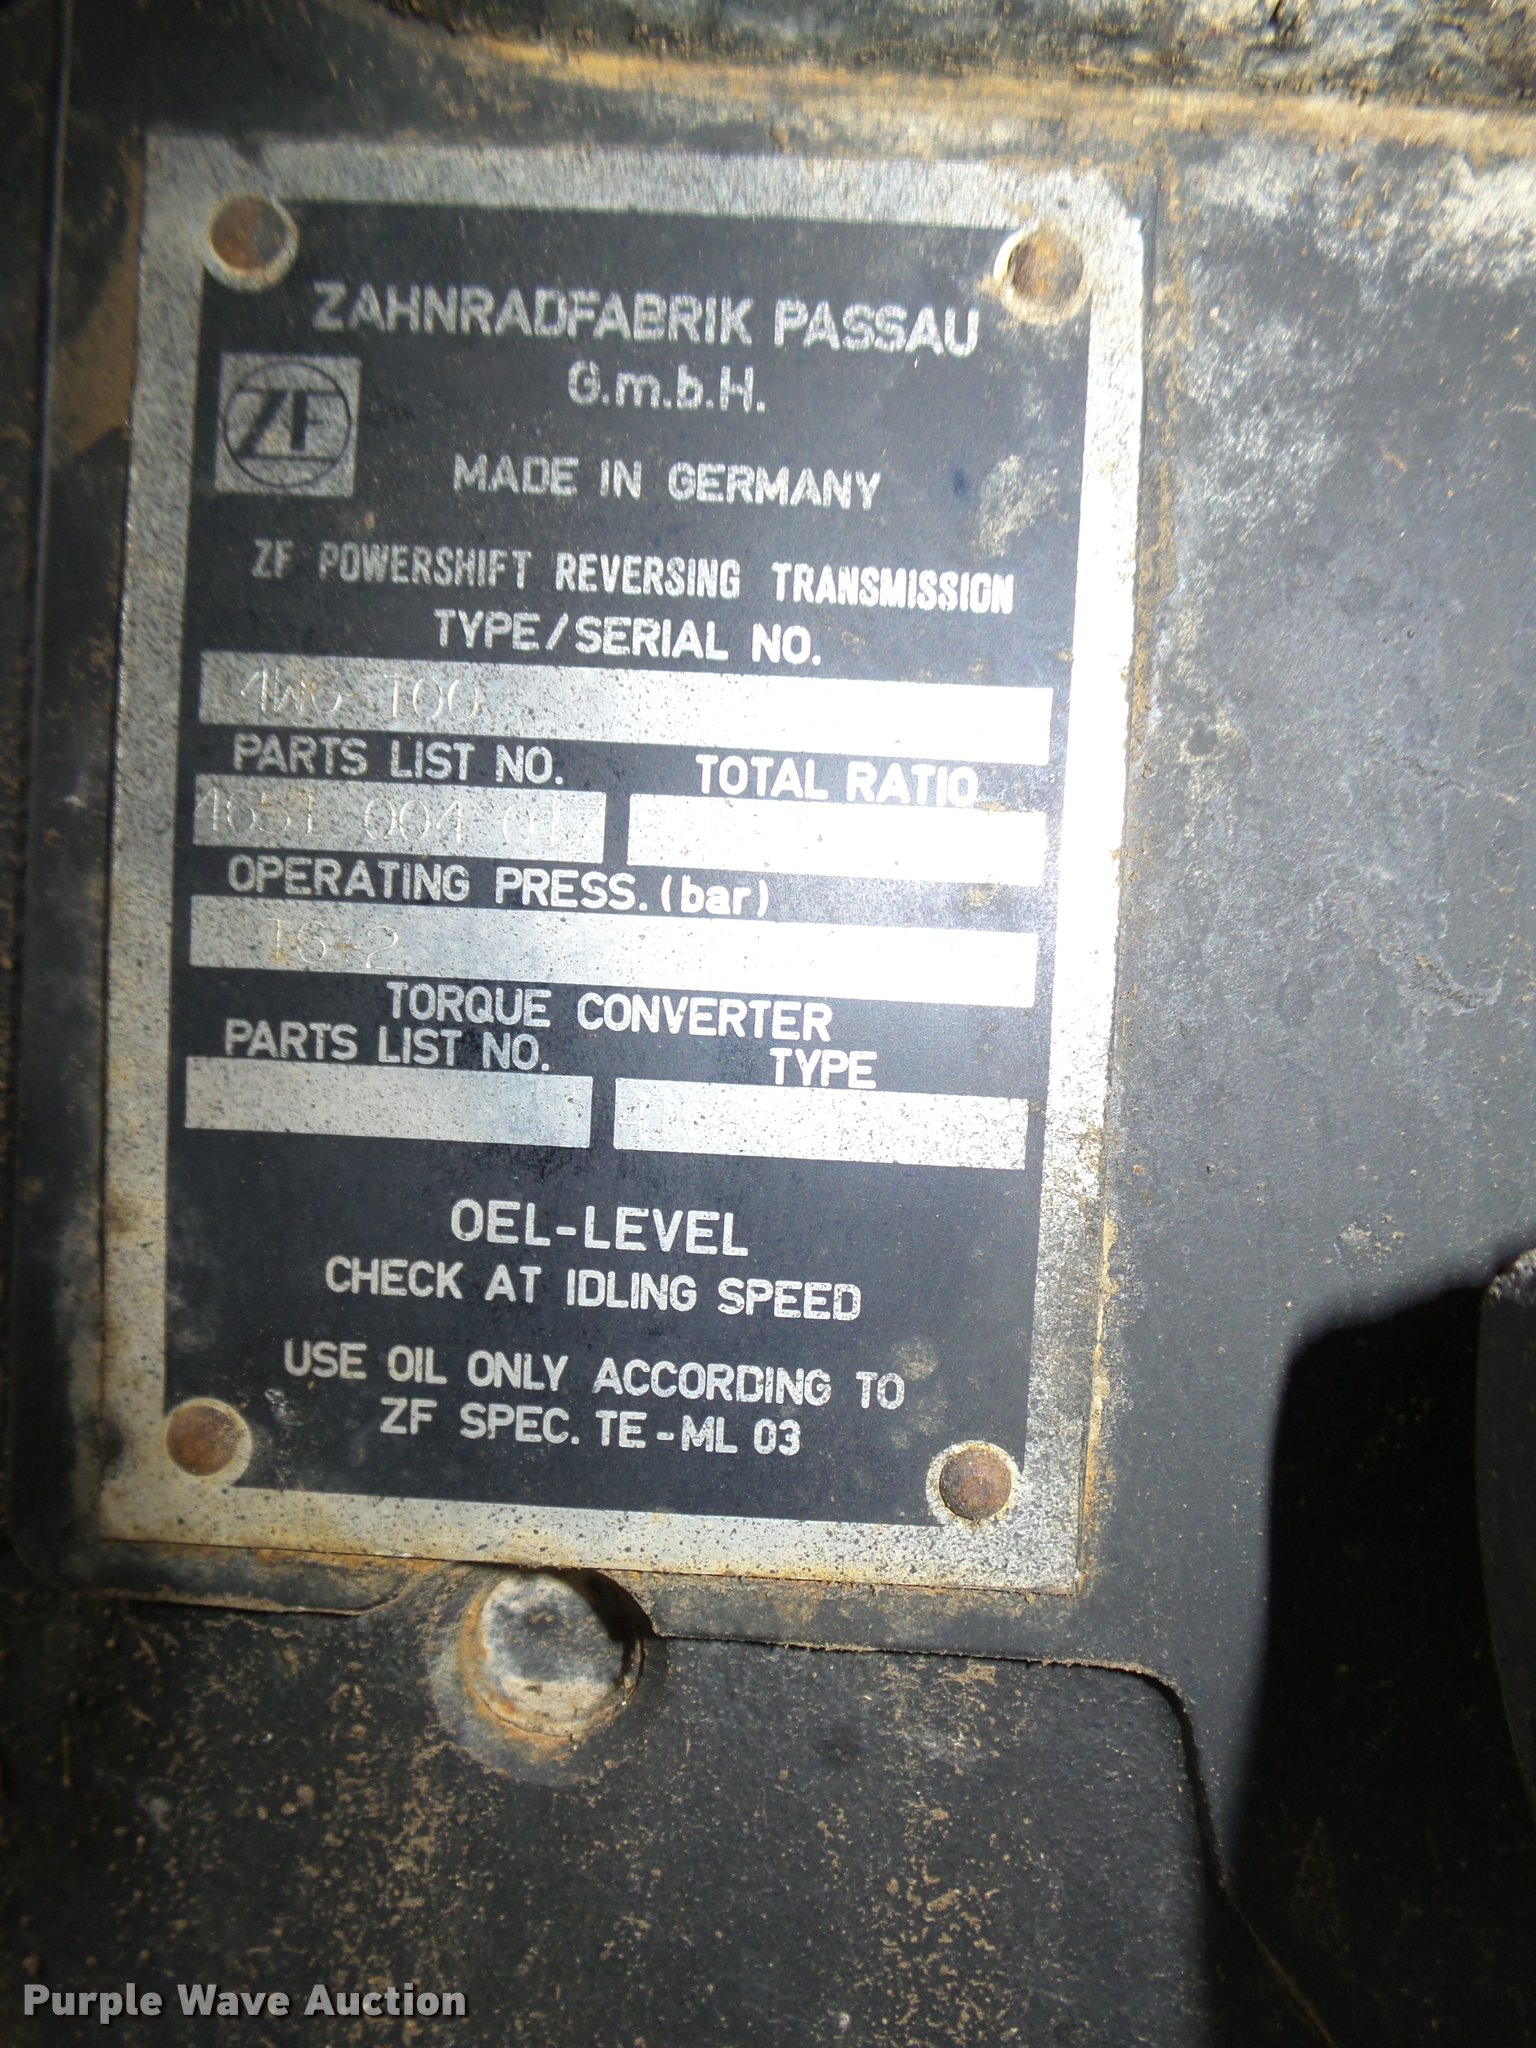 ZAHNRADFABRIK PASSAU
G.m.b.H.
ZF
MADE IN GERMANY
ZF POWERSHIFT REVERSING TRANSMISSION
TYPE/SERIAL NO.
4WG-100
PARTS LIST NO. TOTAL RATIO
4651 004 017
OPERATING PRESS. (bar)
16+2
TORQUE CONVERTER
PARTS LIST NO. TYPE
OEL-LEVEL
CHECK AT IDLING SPEED
USE OIL ONLY ACCORDING TO
ZF SPEC. TE-ML 03
Purple Wave Auction